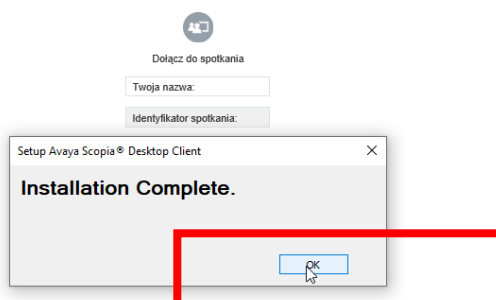 Dołącz do spotkania
Twoja nazwa:
Identyfikator spotkania:
Setup Avaya Scopia® Desktop Client
Installation Complete.
OK